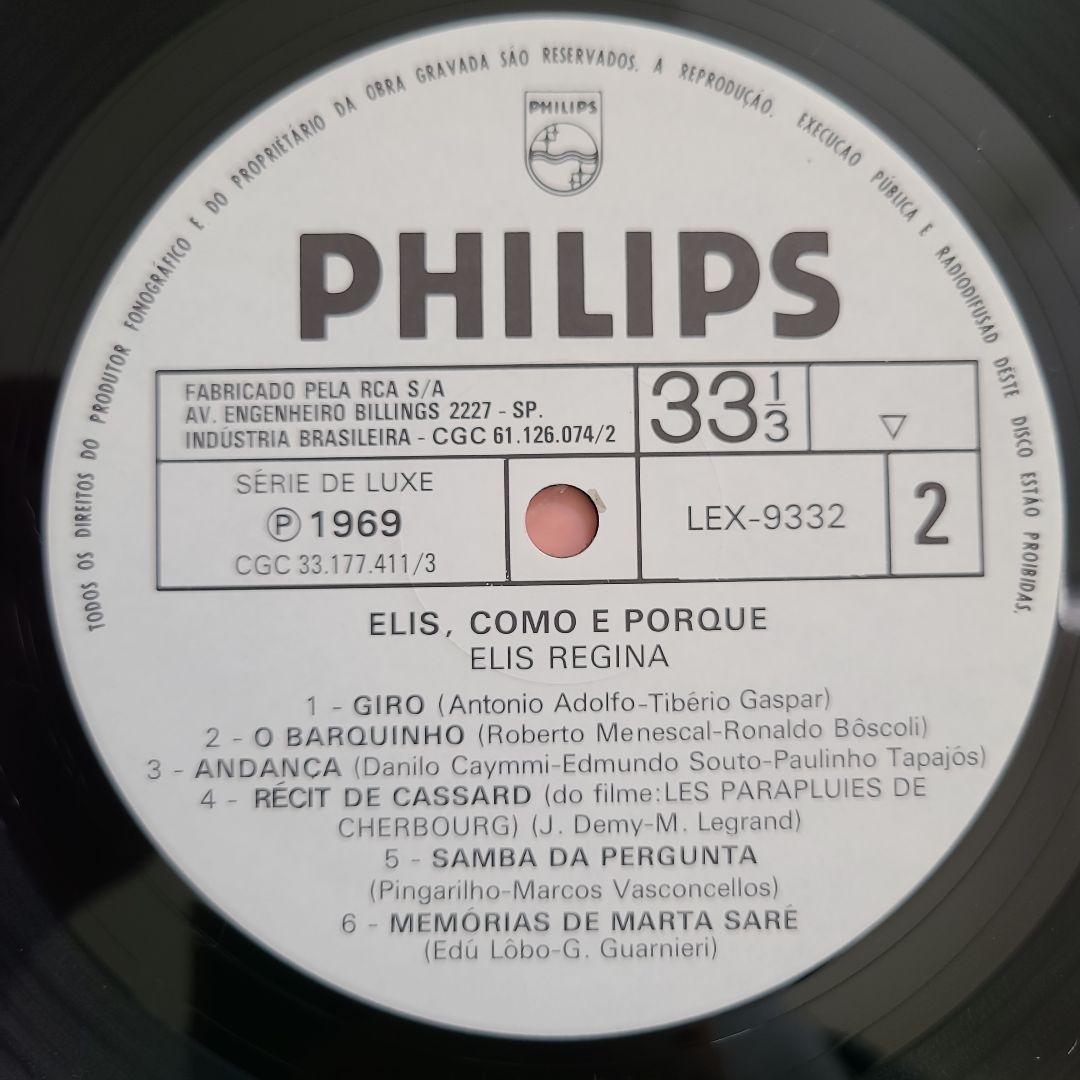 TODOS OS DIREITOS DO PRODUTOR FONOGRÁFICO E DO PROPRIÉTÁRIO DA OBRA GRAVADA SÃO RESERVADOS. A REPRODUÇÃO. EXECUCAO PÚBLICA E RADIODIFUSAO DÊSTE DISCO ESTÃO PROIBIDAS.
PHILIPS
PHILIPS
FABRICADO PELA RCA S/A
AV. ENGENHEIRO BILLINGS 2227 - SP.
INDÚSTRIA BRASILEIRA - CGC 61.126.074/2
33 1/3
SÉRIE DE LUXE
Ⓟ 1969
CGC 33.177.411/3
LEX-9332
2
ELIS, COMO E PORQUE
ELIS REGINA
1 - GIRO (Antonio Adolfo-Tibério Gaspar)
2 - O BARQUINHO (Roberto Menescal-Ronaldo Bôscoli)
3 - ANDANÇA (Danilo Caymmi-Edmundo Souto-Paulinho Tapajós)
4 - RÉCIT DE CASSARD (do filme:LES PARAPLUIES DE
CHERBOURG) (J. Demy-M. Legrand)
5 - SAMBA DA PERGUNTA
(Pingarilho-Marcos Vasconcellos)
6 - MEMÓRIAS DE MARTA SARÉ
(Edú Lôbo-G. Guarnieri)